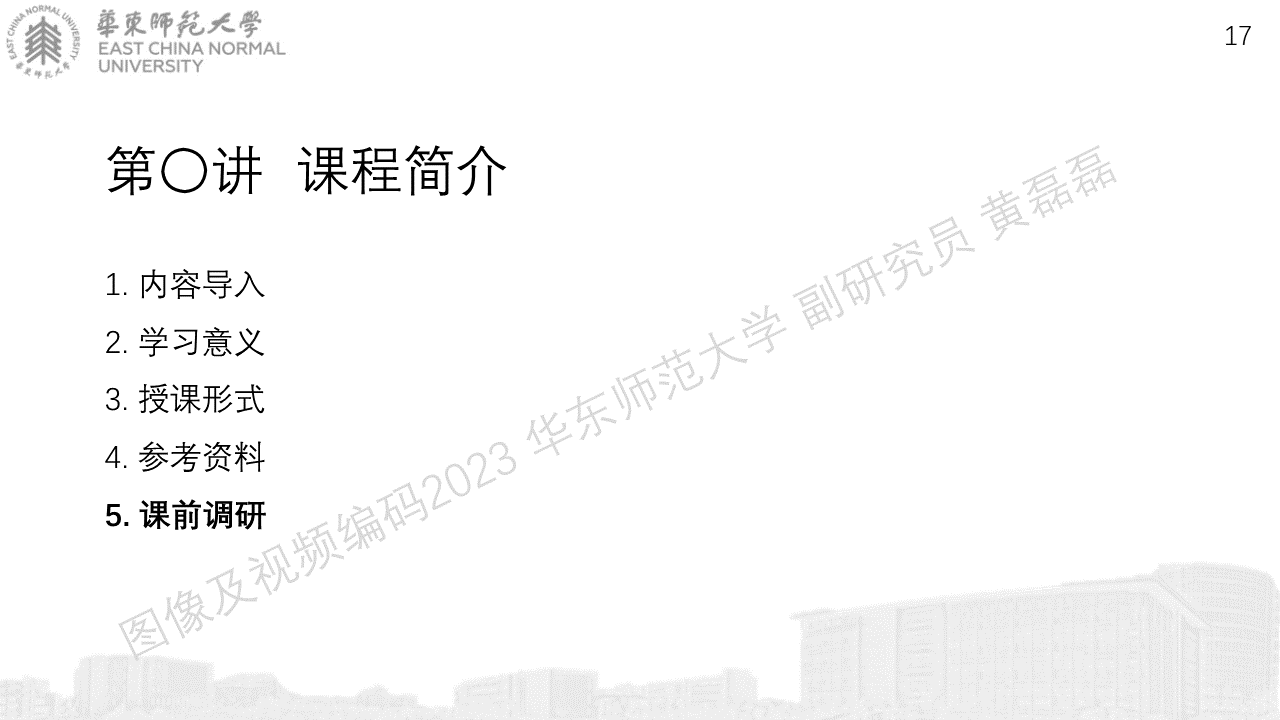 EAST CHINA NORMAL UNIVERSITY
華東師范大學
華東師范大學
EAST CHINA NORMAL
UNIVERSITY
17
第〇讲 课程简介
1. 内容导入
2. 学习意义
3. 授课形式
4. 参考资料
5. 课前调研
图像及视频编码2023 华东师范大学 副研究员 黄磊磊